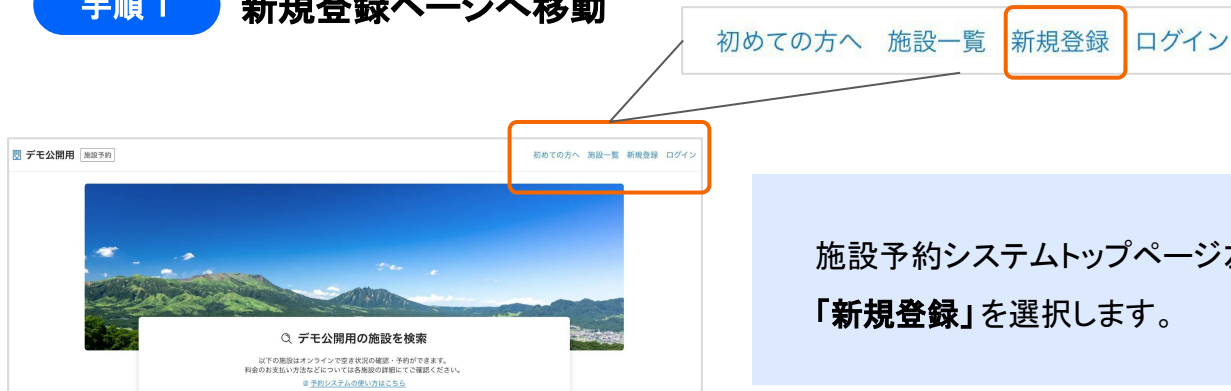 手順1 新規登録ページへ移動
初めての方へ 施設一覧 新規登録 ログイン
デモ公開用 施設予約 初めての方へ 施設一覧 新規登録 ログイン
施設予約システムトップページ
「新規登録」を選択します。
デモ公開用の施設を検索
以下の施設はオンラインで空き状況の確認・予約ができます。
料金のお支払い方法などについては各施設の詳細にてご確認ください。
予約システムの使い方はこちら